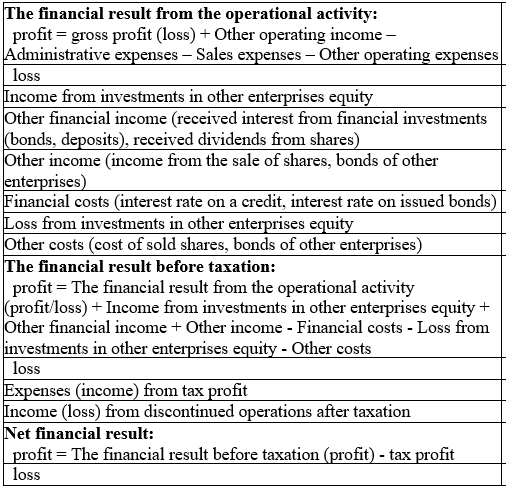 The financial result from the operational activity:
profit = gross profit (loss) + Other operating income –
Administrative expenses – Sales expenses – Other operating expenses
loss
Income from investments in other enterprises equity
Other financial income (received interest from financial investments
(bonds, deposits), received dividends from shares)
Other income (income from the sale of shares, bonds of other
enterprises)
Financial costs (interest rate on a credit, interest rate on issued bonds)
Loss from investments in other enterprises equity
Other costs (cost of sold shares, bonds of other enterprises)
The financial result before taxation:
profit = The financial result from the operational activity
(profit/loss) + Income from investments in other enterprises equity +
Other financial income + Other income - Financial costs - Loss from
investments in other enterprises equity - Other costs
loss
Expenses (income) from tax profit
Income (loss) from discontinued operations after taxation
Net financial result:
profit = The financial result before taxation (profit) - tax profit
loss